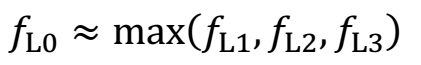 f_L0 ≈ max(f_L1, f_L2, f_L3)